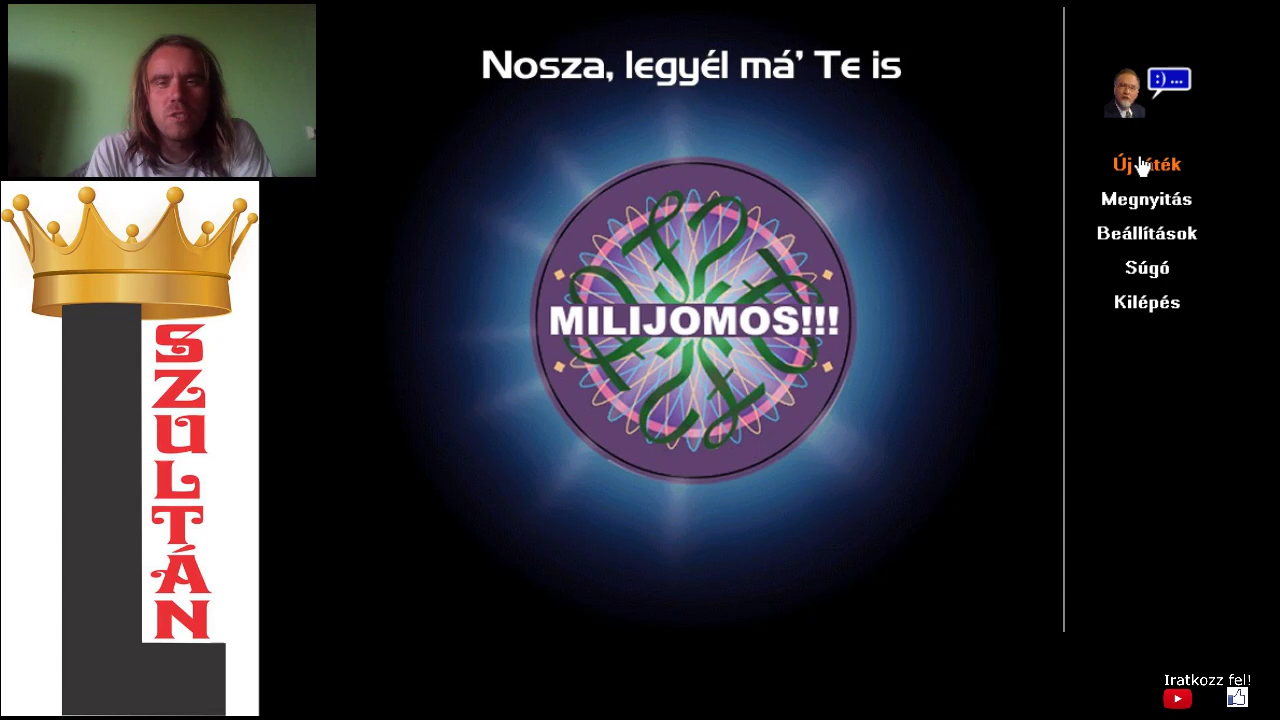 Nosza, legyél má' Te is
MILIJOMOS!!!
:) ...
Új játék
Megnyitás
Beállítások
Súgó
Kilépés
L
SZULTÁN
Iratkozz fel!